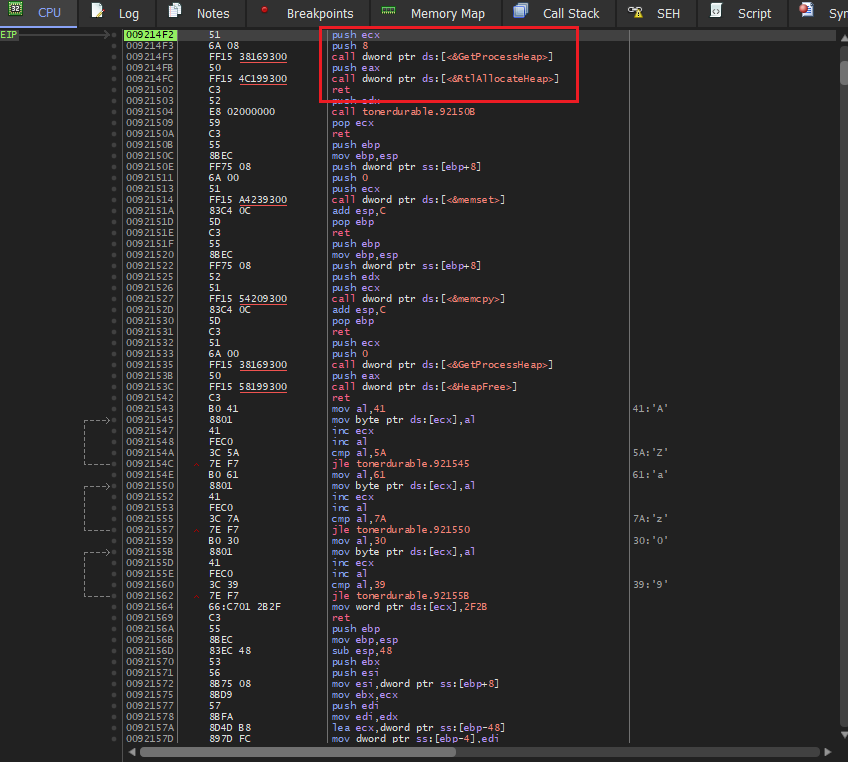 CPU Log Notes Breakpoints Memory Map Call Stack SEH Script Syr
EIP 009214F2 51 push ecx
009214F3 6A 08 push 8
009214F5 FF15 38169300 call dword ptr ds:[<&GetProcessHeap>]
009214FB 50 push eax
009214FC FF15 4C199300 call dword ptr ds:[<&RtlAllocateHeap>]
00921502 C3 ret
00921503 52 push edx
00921504 E8 02000000 call tonerdurable.92150B
00921509 59 pop ecx
0092150A C3 ret
0092150B 55 push ebp
0092150C 8BEC mov ebp,esp
0092150E FF75 08 push dword ptr ss:[ebp+8]
00921511 6A 00 push 0
00921513 51 push ecx
00921514 FF15 A4239300 call dword ptr ds:[<&memset>]
0092151A 83C4 0C add esp,C
0092151D 5D pop ebp
0092151E C3 ret
0092151F 55 push ebp
00921520 8BEC mov ebp,esp
00921522 FF75 08 push dword ptr ss:[ebp+8]
00921525 52 push edx
00921526 51 push ecx
00921527 FF15 54209300 call dword ptr ds:[<&memcpy>]
0092152D 83C4 0C add esp,C
00921530 5D pop ebp
00921531 C3 ret
00921532 51 push ecx
00921533 6A 00 push 0
00921535 FF15 38169300 call dword ptr ds:[<&GetProcessHeap>]
0092153B 50 push eax
0092153C FF15 58199300 call dword ptr ds:[<&HeapFree>]
00921542 C3 ret
00921543 B0 41 mov al,41 41:'A'
00921545 8801 mov byte ptr ds:[ecx],al
00921547 41 inc ecx
00921548 FEC0 inc al
0092154A 3C 5A cmp al,5A 5A:'Z'
0092154C 7E F7 jle tonerdurable.921545
0092154E B0 61 mov al,61 61:'a'
00921550 8801 mov byte ptr ds:[ecx],al
00921552 41 inc ecx
00921553 FEC0 inc al
00921555 3C 7A cmp al,7A 7A:'z'
00921557 7E F7 jle tonerdurable.921550
00921559 B0 30 mov al,30 30:'0'
0092155B 8801 mov byte ptr ds:[ecx],al
0092155D 41 inc ecx
0092155E FEC0 inc al
00921560 3C 39 cmp al,39 39:'9'
00921562 7E F7 jle tonerdurable.92155B
00921564 66:C701 2B2F mov word ptr ds:[ecx],2F2B
00921569 C3 ret
0092156A 55 push ebp
0092156B 8BEC mov ebp,esp
0092156D 83EC 48 sub esp,48
00921570 53 push ebx
00921571 56 push esi
00921572 8B75 08 mov esi,dword ptr ss:[ebp+8]
00921575 8BD9 mov ebx,ecx
00921577 57 push edi
00921578 8BFA mov edi,edx
0092157A 8D4D B8 lea ecx,dword ptr ss:[ebp-48]
0092157D 897D FC mov dword ptr ss:[ebp-4],edi